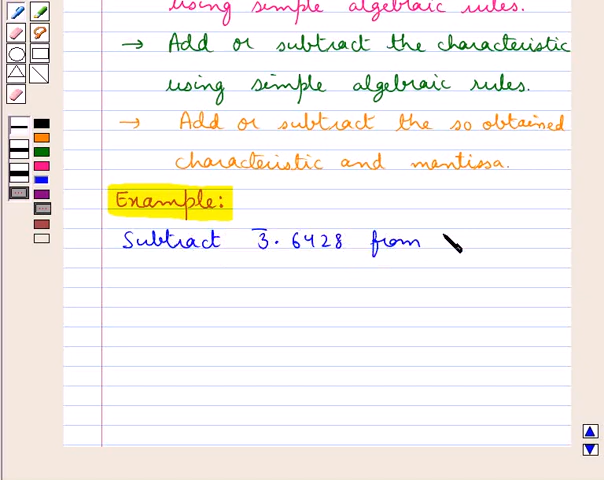 using simple algebraic rules.
→ Add or subtract the characteristic
using simple algebraic rules.
→ Add or subtract the so obtained
characteristic and mantissa.
Example:
Subtract 3̅.6428 from